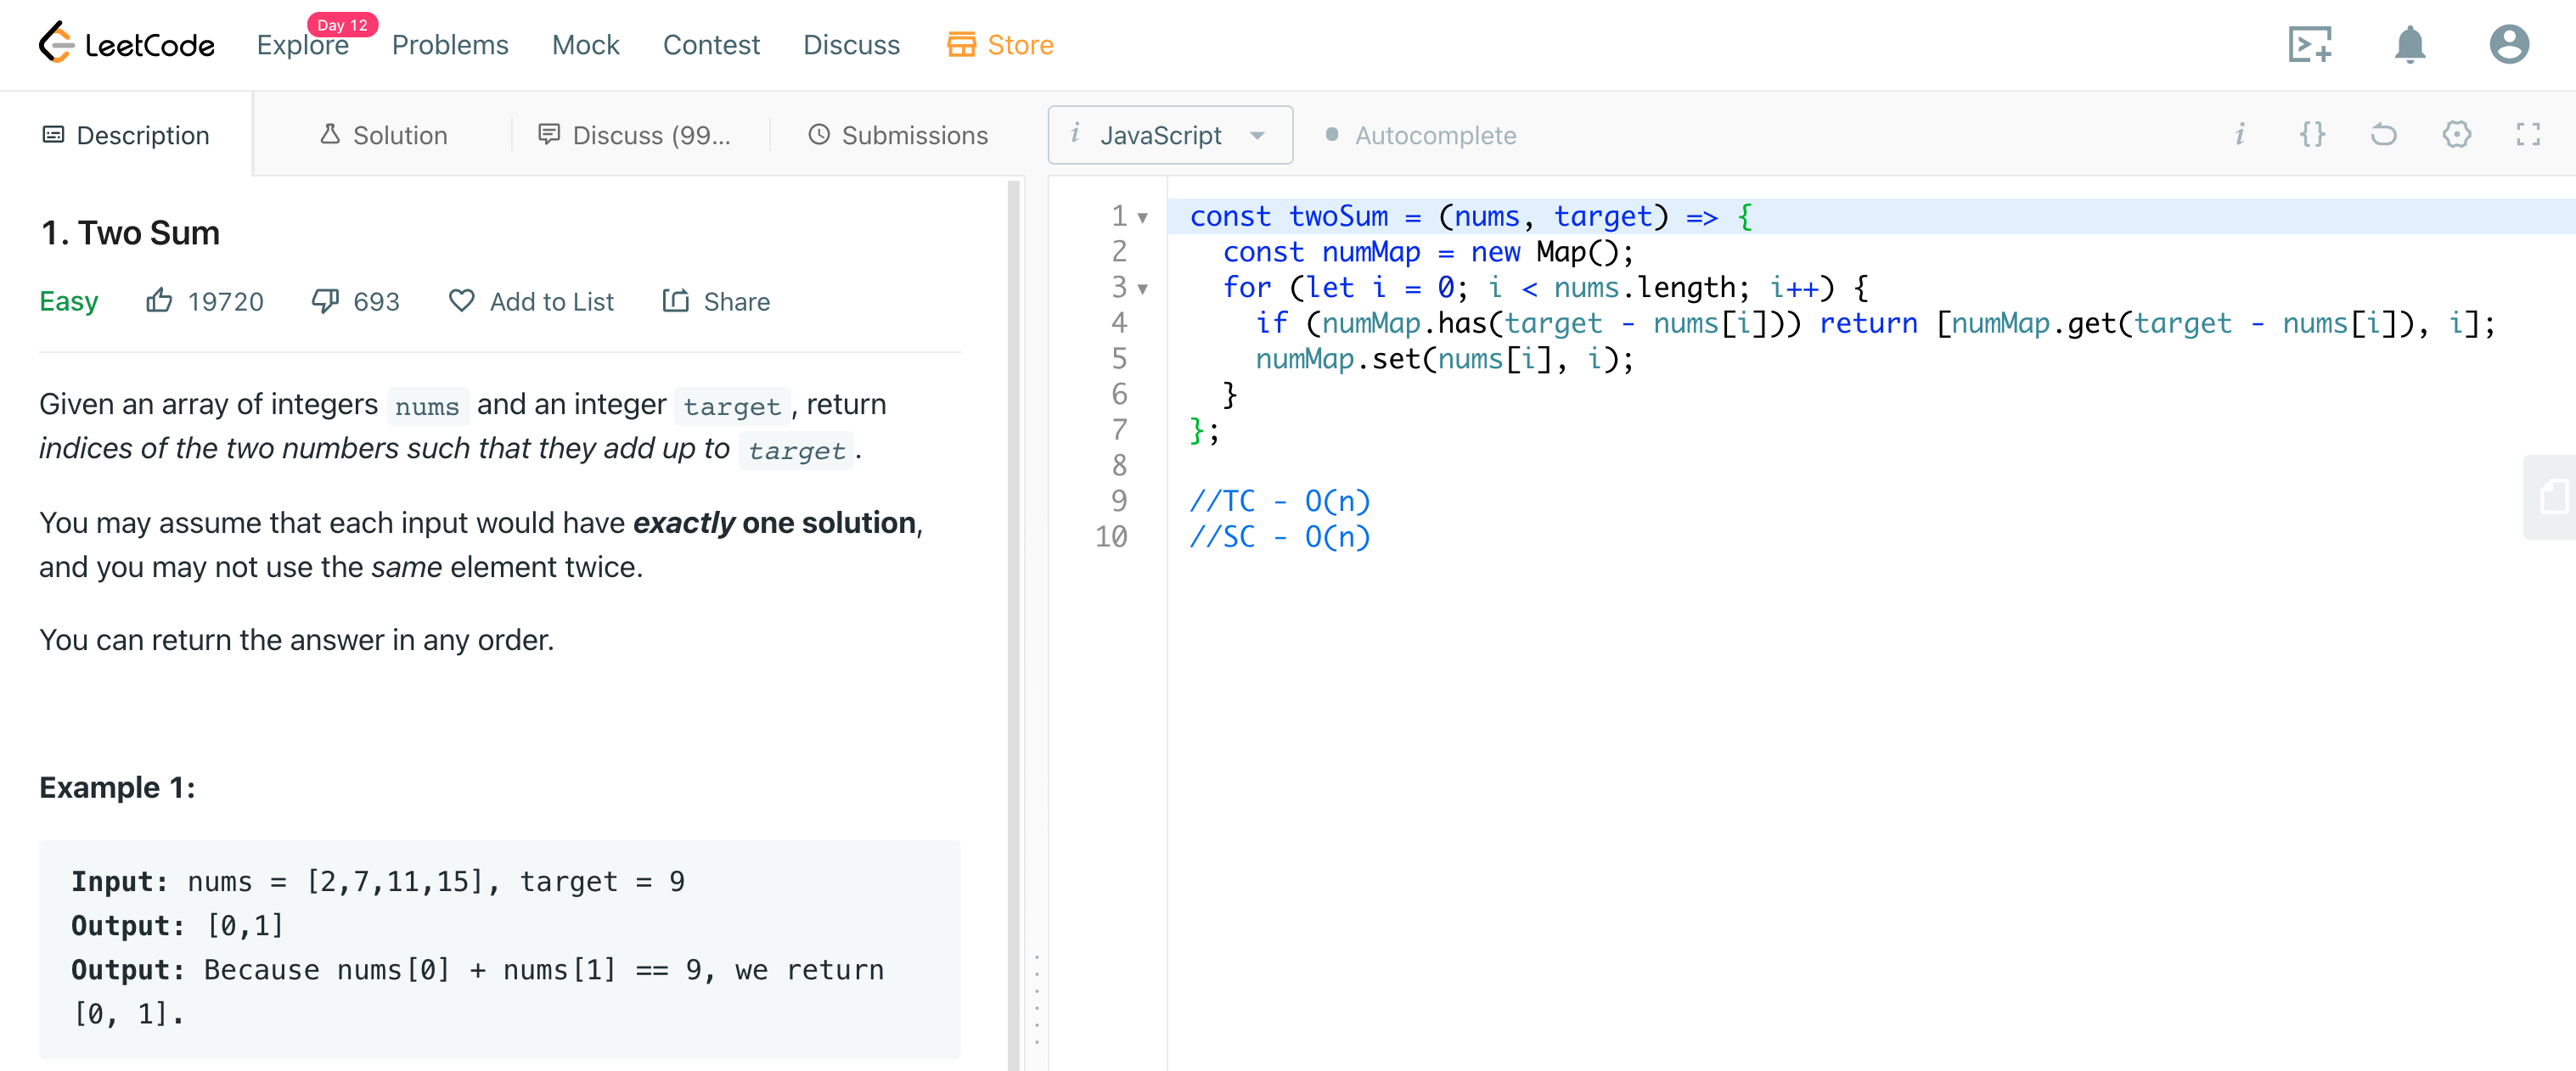 LeetCode Explore Day 12 Problems Mock Contest Discuss Store
Description Solution Discuss (99... Submissions
i JavaScript Autocomplete i {}
1. Two Sum
Easy 19720 693 Add to List Share
Given an array of integers nums and an integer target, return
indices of the two numbers such that they add up to target.
You may assume that each input would have exactly one solution,
and you may not use the same element twice.
You can return the answer in any order.
Example 1:
Input: nums = [2,7,11,15], target = 9
Output: [0,1]
Output: Because nums[0] + nums[1] == 9, we return
[0, 1].
1 const twoSum = (nums, target) => {
2   const numMap = new Map();
3   for (let i = 0; i < nums.length; i++) {
4     if (numMap.has(target - nums[i])) return [numMap.get(target - nums[i]), i];
5     numMap.set(nums[i], i);
6   }
7 };
8
9 //TC - O(n)
10 //SC - O(n)